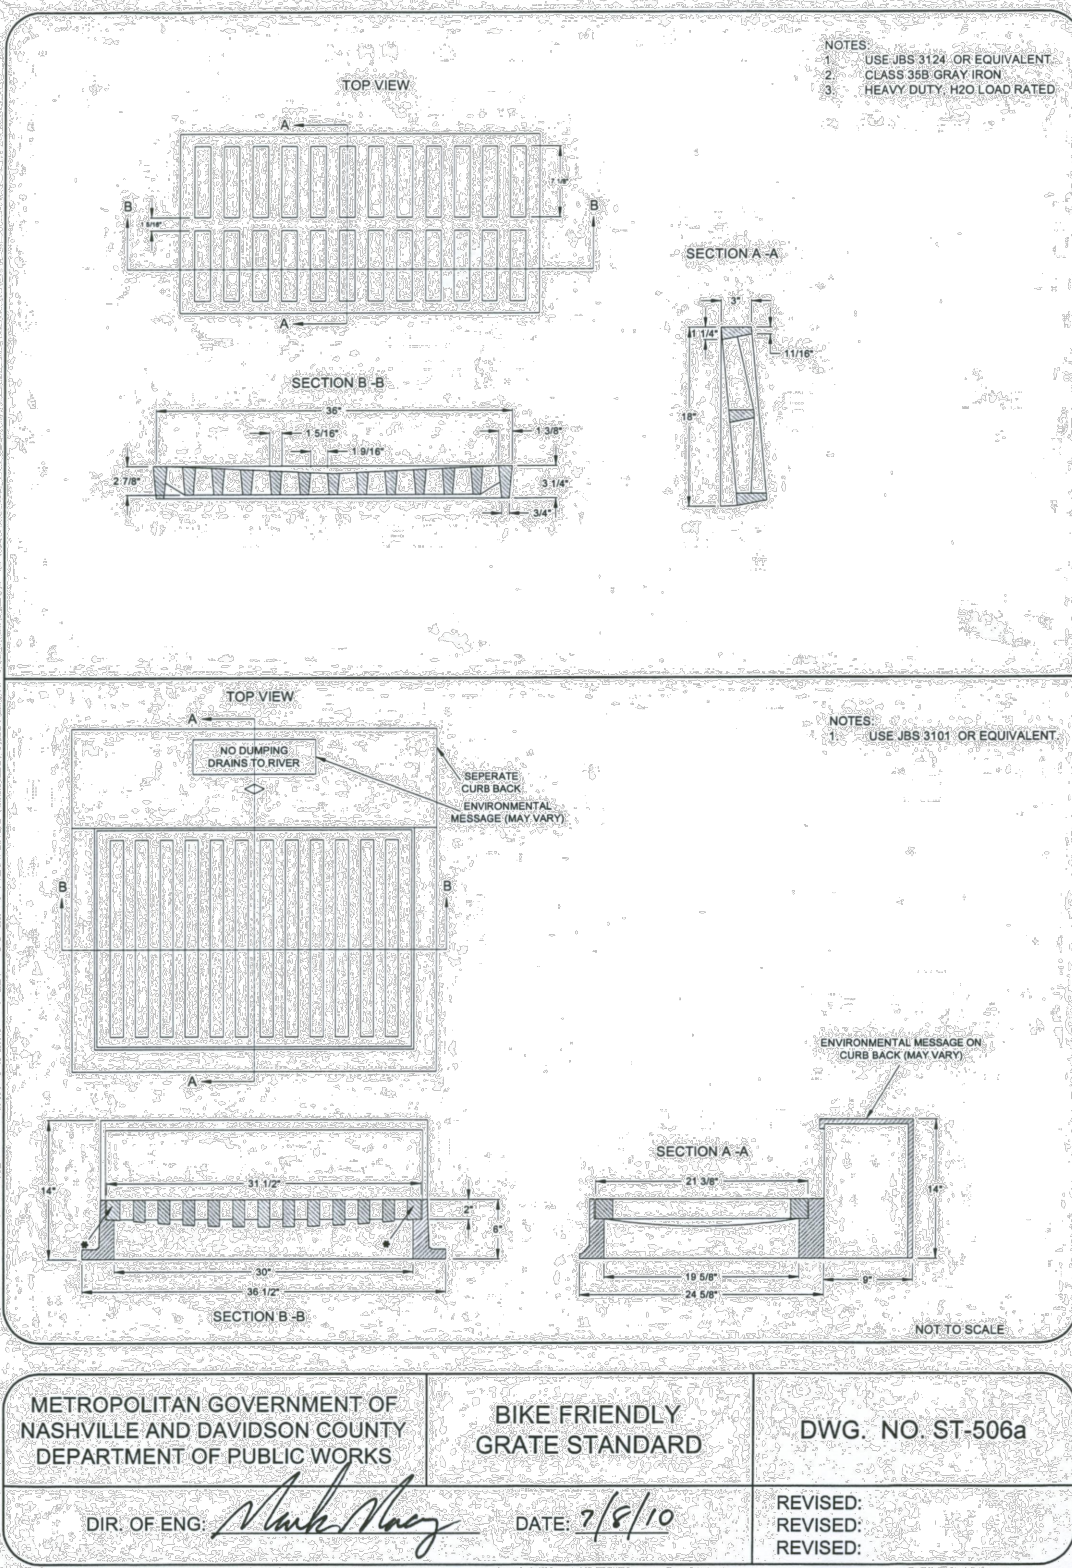 NOTES:
1. USE JBS 3124 OR EQUIVALENT.
2. CLASS 35B GRAY IRON
3. HEAVY DUTY, H2O LOAD RATED
TOP VIEW
A
7 1/8"
B
B
1 5/16"
A
SECTION A -A
3"
1 1/4"
11/16"
18"
SECTION B -B
36"
1 5/16"
1 3/8"
1 9/16"
2 7/8"
3 1/4"
3/4"
TOP VIEW
A
NO DUMPING
DRAINS TO RIVER
SEPERATE
CURB BACK
ENVIRONMENTAL
MESSAGE (MAY VARY)
NOTES:
1. USE JBS 3101 OR EQUIVALENT.
B
B
A
14"
31 1/2"
2"
6"
30"
36 1/2"
SECTION B -B
ENVIRONMENTAL MESSAGE ON
CURB BACK (MAY VARY)
SECTION A -A
21 3/8"
14"
19 5/8"
9"
24 5/8"
NOT TO SCALE
METROPOLITAN GOVERNMENT OF
NASHVILLE AND DAVIDSON COUNTY
DEPARTMENT OF PUBLIC WORKS
BIKE FRIENDLY
GRATE STANDARD
DWG. NO. ST-506a
DIR. OF ENG: Mark Macy
DATE: 7/8/10
REVISED:
REVISED:
REVISED: